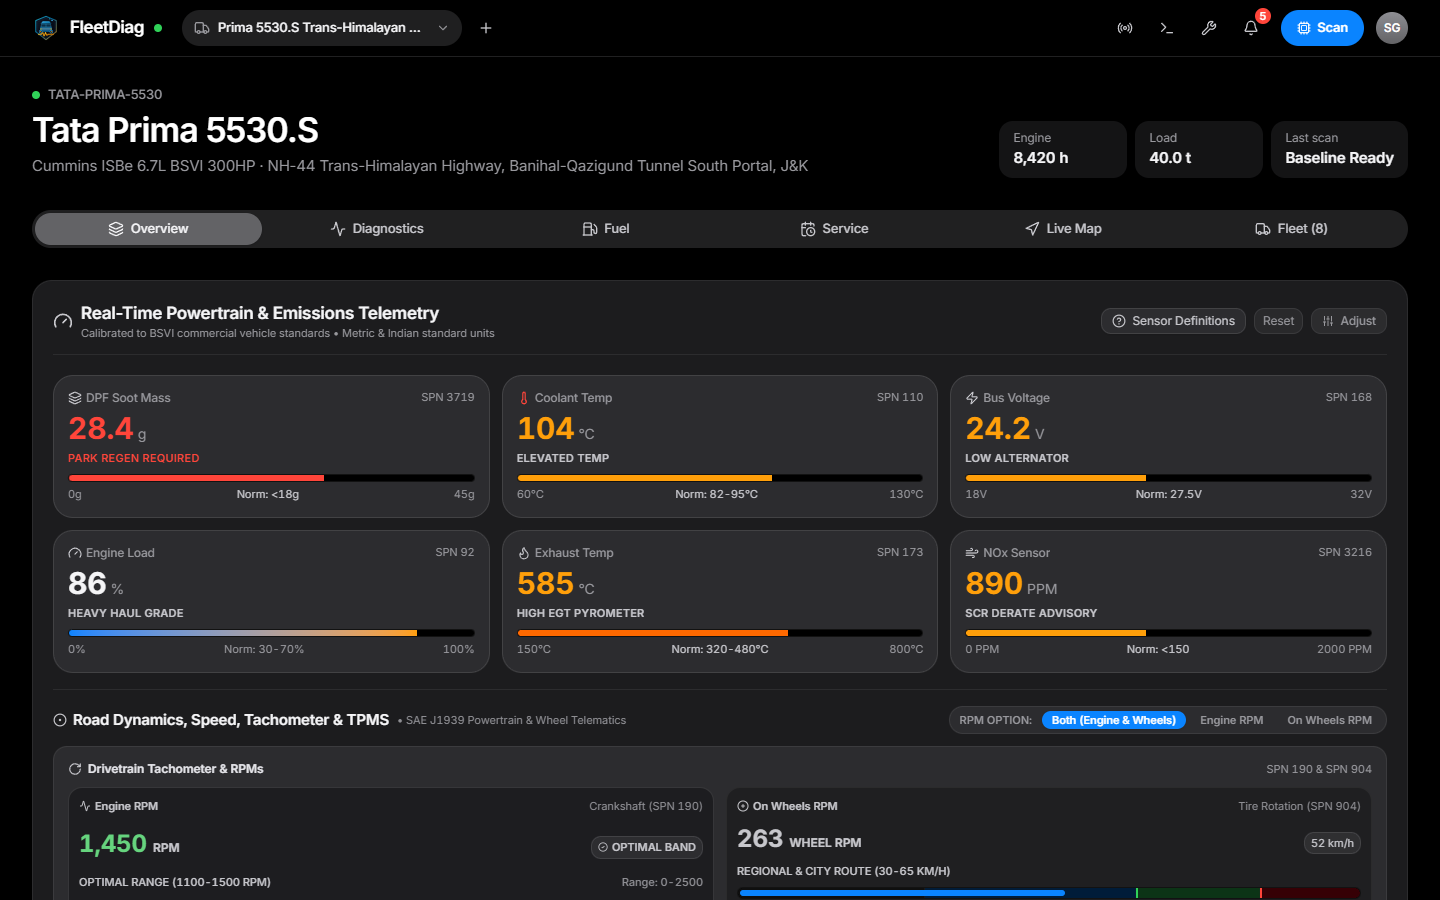 FleetDiag
Prima 5530.S Trans-Himalayan ...
5
Scan
SG
TATA-PRIMA-5530
Tata Prima 5530.S
Cummins ISBe 6.7L BSVI 300HP · NH-44 Trans-Himalayan Highway, Banihal-Qazigund Tunnel South Portal, J&K
Engine
8,420 h
Load
40.0 t
Last scan
Baseline Ready
Overview
Diagnostics
Fuel
Service
Live Map
Fleet (8)
Real-Time Powertrain & Emissions Telemetry
Calibrated to BSVI commercial vehicle standards • Metric & Indian standard units
Sensor Definitions
Reset
Adjust
DPF Soot Mass
SPN 3719
28.4 g
PARK REGEN REQUIRED
0g
Norm: <18g
45g
Coolant Temp
SPN 110
104 °C
ELEVATED TEMP
60°C
Norm: 82-95°C
130°C
Bus Voltage
SPN 168
24.2 V
LOW ALTERNATOR
18V
Norm: 27.5V
32V
Engine Load
SPN 92
86 %
HEAVY HAUL GRADE
0%
Norm: 30-70%
100%
Exhaust Temp
SPN 173
585 °C
HIGH EGT PYROMETER
150°C
Norm: 320-480°C
800°C
NOx Sensor
SPN 3216
890 PPM
SCR DERATE ADVISORY
0 PPM
Norm: <150
2000 PPM
Road Dynamics, Speed, Tachometer & TPMS
• SAE J1939 Powertrain & Wheel Telematics
RPM OPTION:
Both (Engine & Wheels)
Engine RPM
On Wheels RPM
Drivetrain Tachometer & RPMs
SPN 190 & SPN 904
Engine RPM
Crankshaft (SPN 190)
1,450 RPM
OPTIMAL BAND
OPTIMAL RANGE (1100-1500 RPM)
Range: 0-2500
On Wheels RPM
Tire Rotation (SPN 904)
263 WHEEL RPM
52 km/h
REGIONAL & CITY ROUTE (30-65 KM/H)